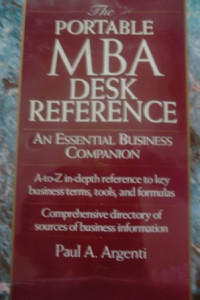 The
PORTABLE
MBA
DESK
REFERENCE
AN ESSENTIAL BUSINESS
COMPANION
A-to-Z in-depth reference to key
business terms, tools, and formulas
Comprehensive directory of
sources of business information
Paul A. Argenti